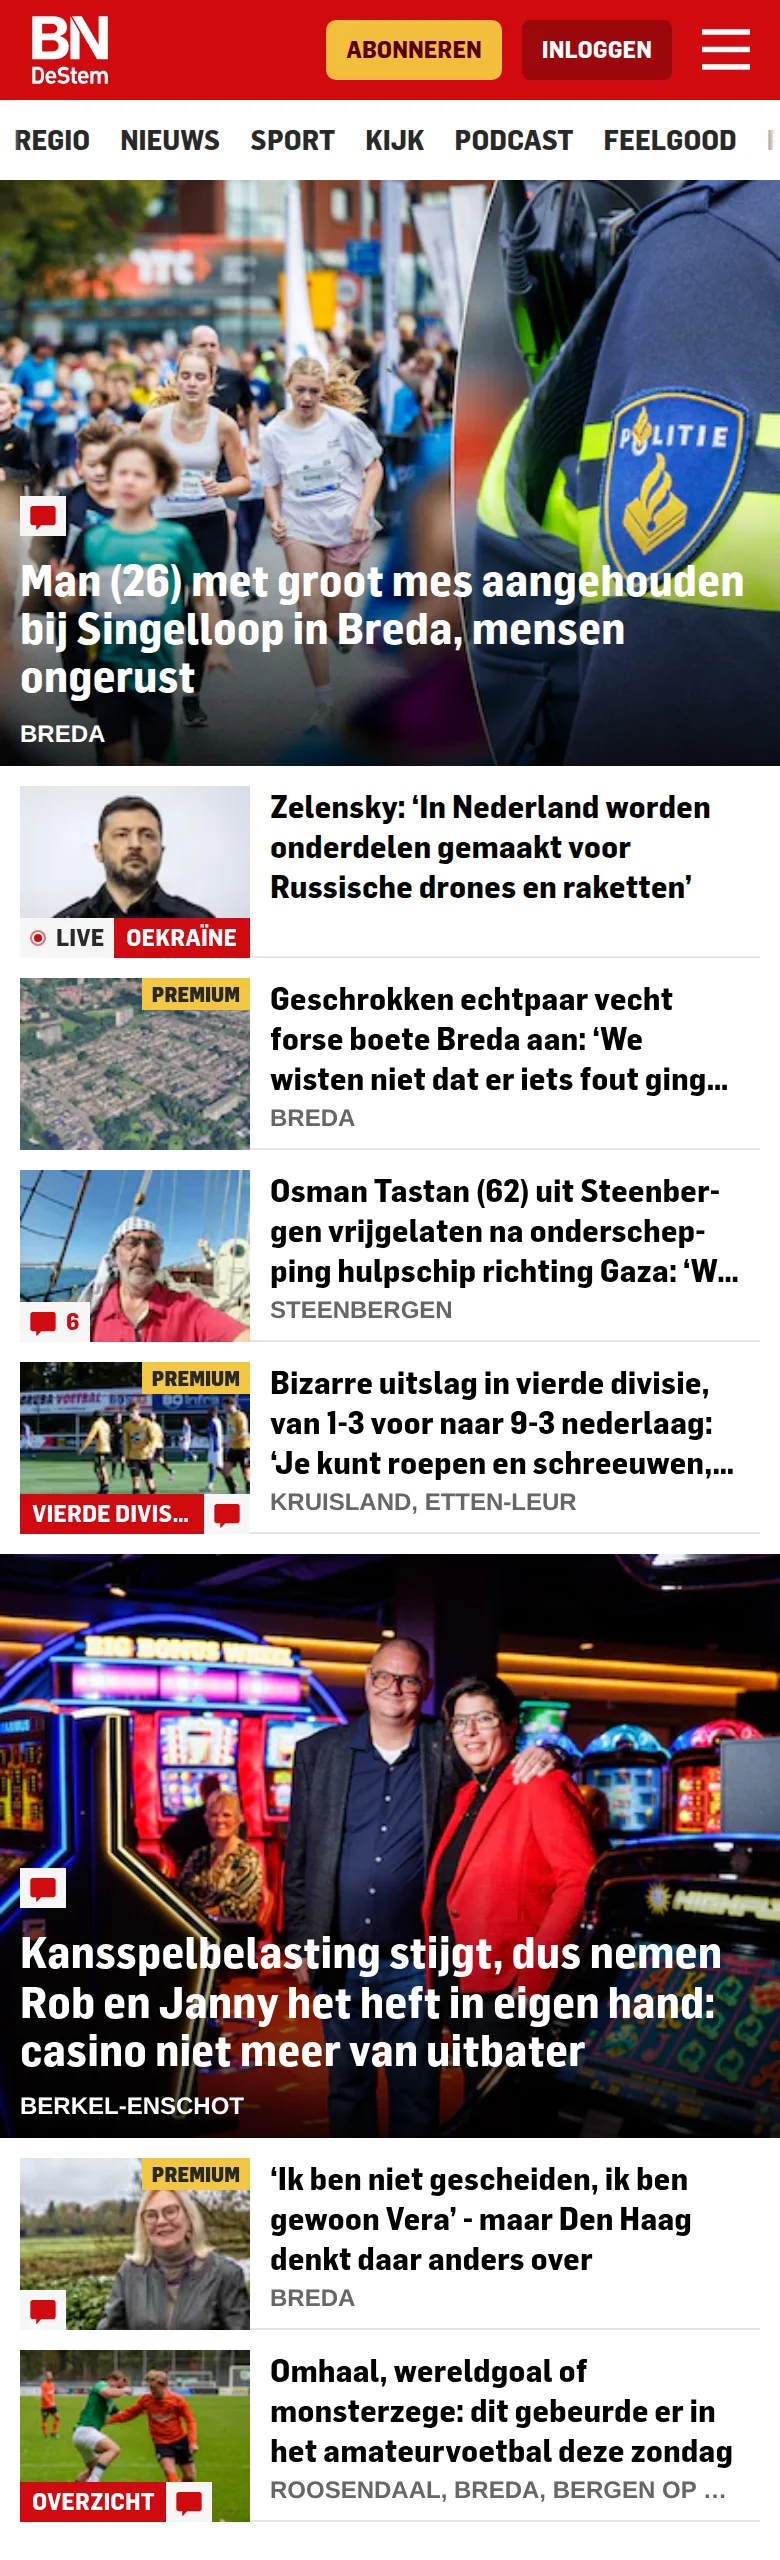 BN
DeStem
ABONNEREN
INLOGGEN
REGIO NIEUWS SPORT KIJK PODCAST FEELGOOD
POLITIE
Man (26) met groot mes aangehouden
bij Singelloop in Breda, mensen
ongerust
BREDA
Zelensky: ‘In Nederland worden
onderdelen gemaakt voor
Russische drones en raketten’
LIVE OEKRAÏNE
PREMIUM
Geschrokken echtpaar vecht
forse boete Breda aan: ‘We
wisten niet dat er iets fout ging...
BREDA
Osman Tastan (62) uit Steenber-
gen vrijgelaten na onderschep-
ping hulpschip richting Gaza: ‘W...
6
STEENBERGEN
PREMIUM
Bizarre uitslag in vierde divisie,
van 1-3 voor naar 9-3 nederlaag:
‘Je kunt roepen en schreeuwen,...
VIERDE DIVIS...
KRUISLAND, ETTEN-LEUR
BIG BONUS WHEEL
Kansspelbelasting stijgt, dus nemen
Rob en Janny het heft in eigen hand:
casino niet meer van uitbater
BERKEL-ENSCHOT
PREMIUM
‘Ik ben niet gescheiden, ik ben
gewoon Vera’ - maar Den Haag
denkt daar anders over
BREDA
Omhaal, wereldgoal of
monsterzege: dit gebeurde er in
het amateurvoetbal deze zondag
OVERZICHT
ROOSENDAAL, BREDA, BERGEN OP ...